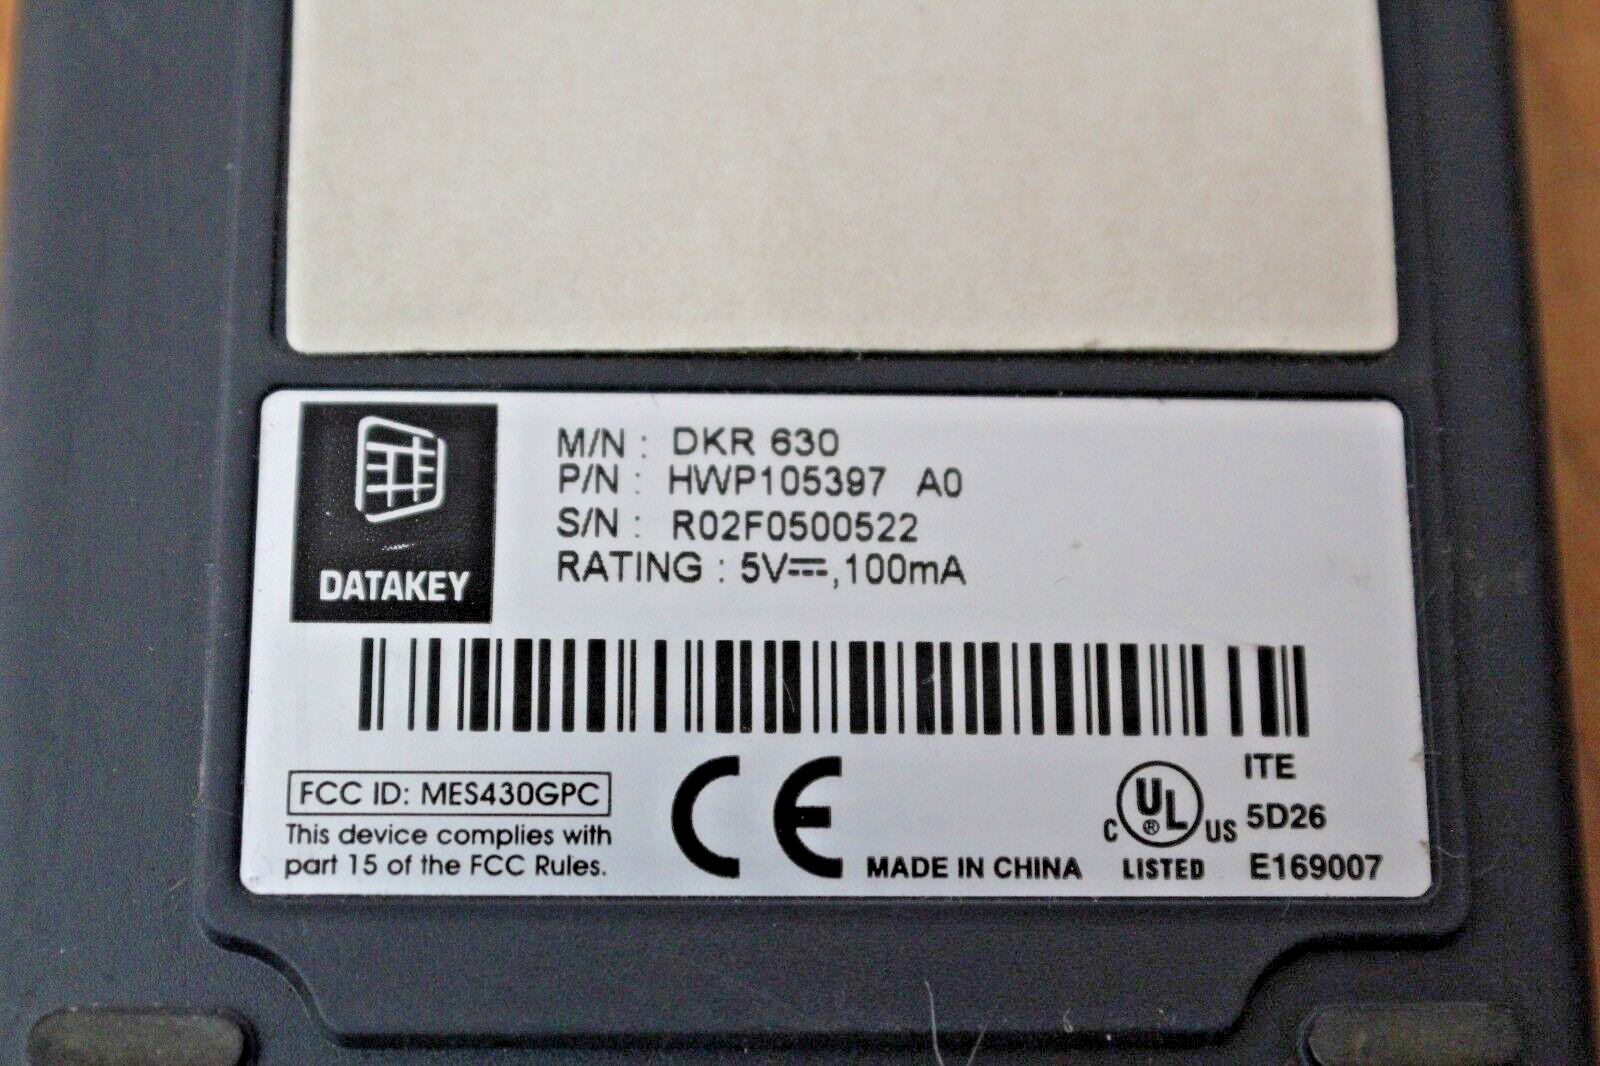 DATAKEY
M/N : DKR 630
P/N : HWP105397 A0
S/N : R02F0500522
RATING : 5V⎓,100mA
FCC ID: MES430GPC
This device complies with
part 15 of the FCC Rules.
CE
MADE IN CHINA
C UL ® US
LISTED
ITE
5D26
E169007